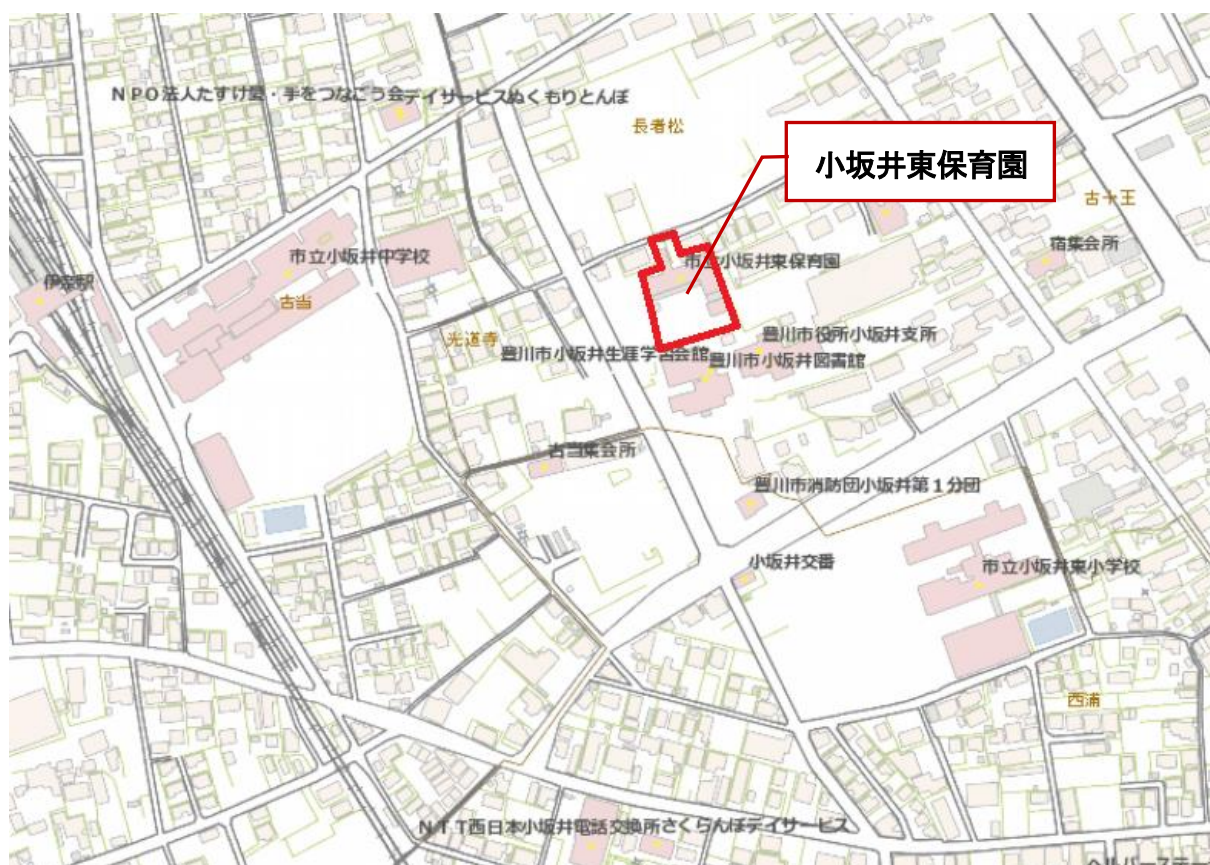 NPO法人たすけ愛・手をつなごう会デイサービスぬくもりとんぼ
長者松
小坂井東保育園
古十王
宿集会所
市立小坂井中学校
市立小坂井東保育園
伊奈駅
古当
光道寺
豊川市役所小坂井支所
豊川市小坂井生涯学習会館
豊川市小坂井図書館
古当集会所
豊川市消防団小坂井第1分団
小坂井交番
市立小坂井東小学校
西浦
NTT西日本小坂井電話交換所さくらんぼデイサービス